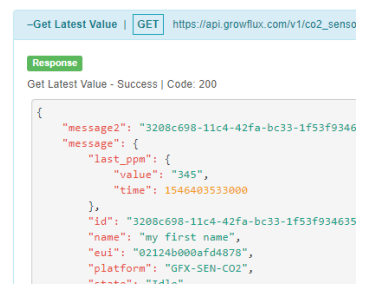 –Get Latest Value | GET https://api.growflux.com/v1/co2_senso
Response
Get Latest Value - Success | Code: 200
{
"message2": "3208c698-11c4-42fa-bc33-1f53f9346
"message": {
"last_ppm": {
"value": "345",
"time": 1546403533000
},
"id": "3208c698-11c4-42fa-bc33-1f53f934635
"name": "my first name",
"eui": "02124b000afd4878",
"platform": "GFX-SEN-CO2",
"state": "Idle"